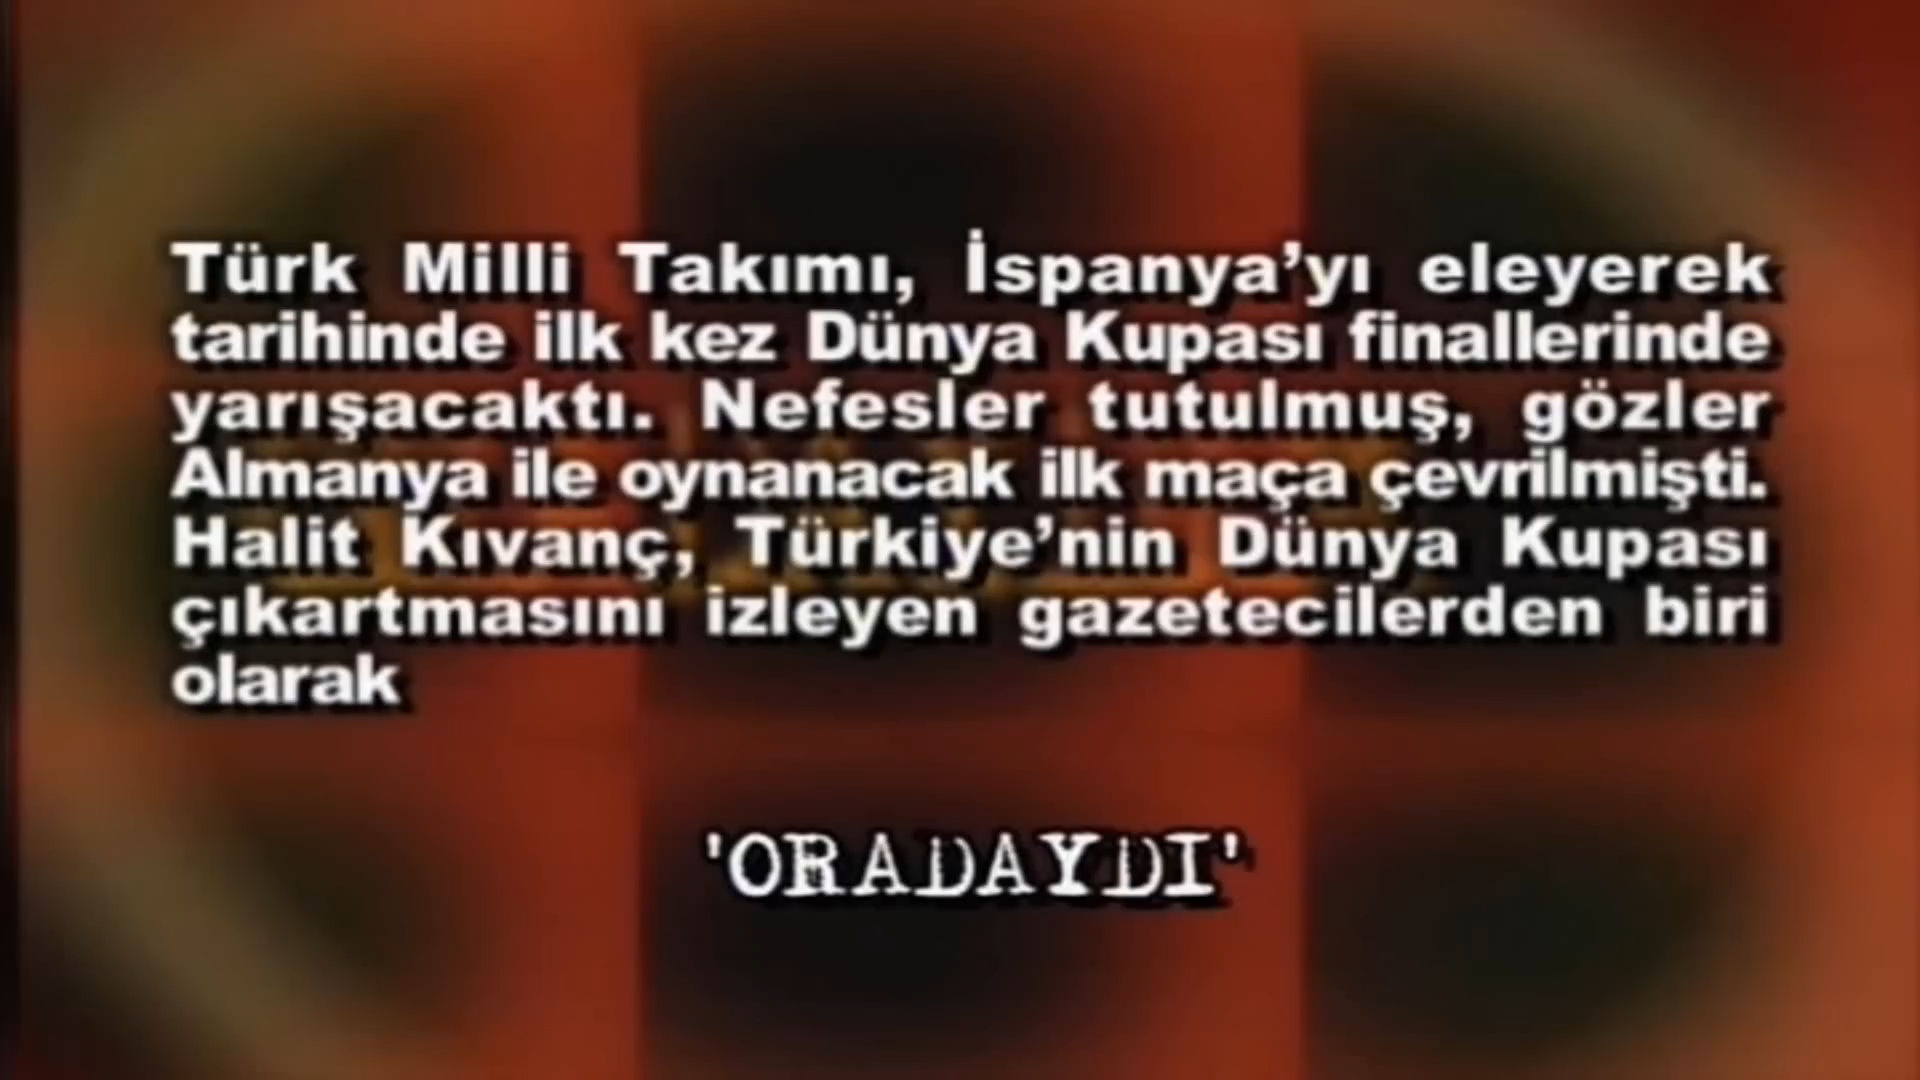 Türk Milli Takımı, İspanya’yı eleyerek
tarihinde ilk kez Dünya Kupası finallerinde
yarışacaktı. Nefesler tutulmuş, gözler
Almanya ile oynanacak ilk maça çevrilmişti.
Halit Kıvanç, Türkiye’nin Dünya Kupası
çıkartmasını izleyen gazetecilerden biri
olarak
'ORADAYDI'